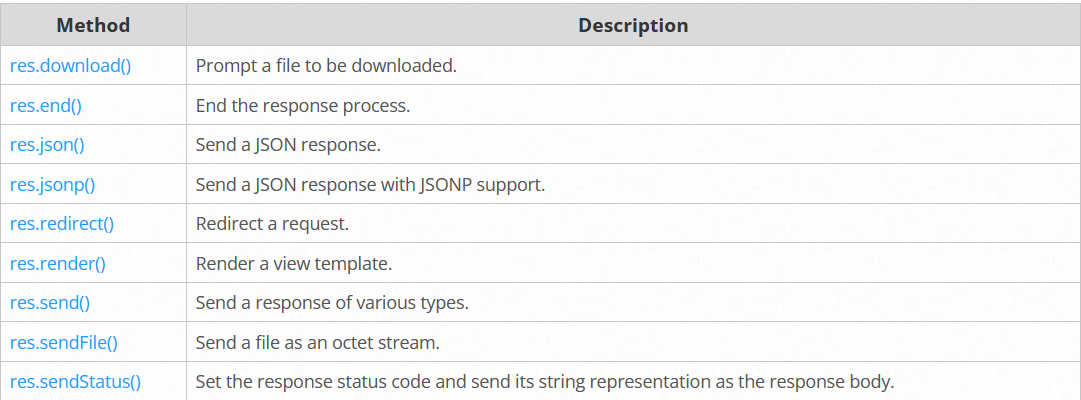 Method Description
res.download() Prompt a file to be downloaded.
res.end() End the response process.
res.json() Send a JSON response.
res.jsonp() Send a JSON response with JSONP support.
res.redirect() Redirect a request.
res.render() Render a view template.
res.send() Send a response of various types.
res.sendFile() Send a file as an octet stream.
res.sendStatus() Set the response status code and send its string representation as the response body.